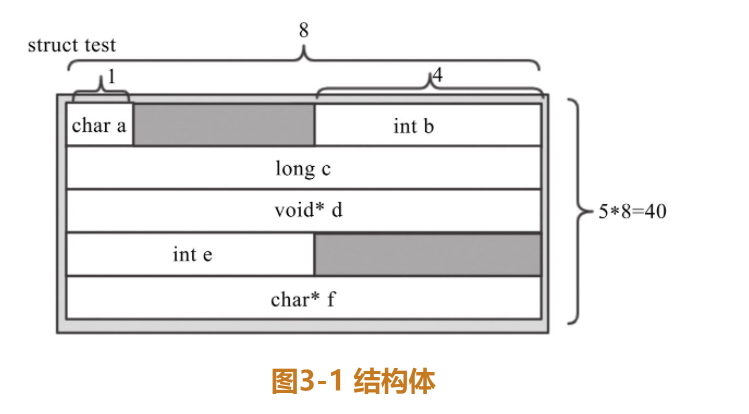 8
struct test
1
4
char a
int b
long c
void* d
5*8=40
int e
char* f
图3-1 结构体